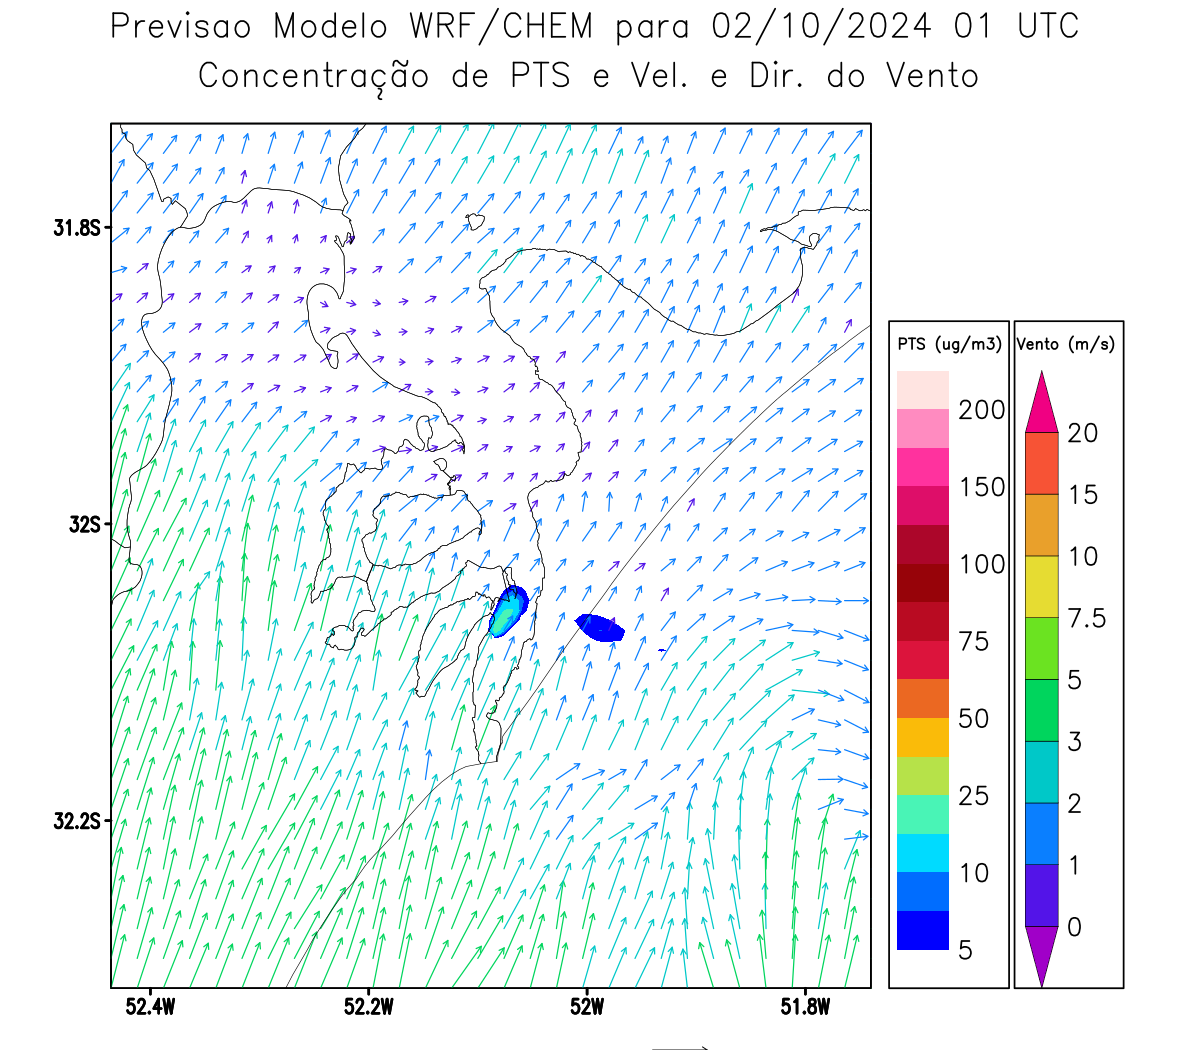 Previsao Modelo WRF/CHEM para 02/10/2024 01 UTC
Concentração de PTS e Vel. e Dir. do Vento
31.8S
32S
32.2S
52.4W
52.2W
52W
51.8W
PTS (ug/m3)
200
150
100
75
50
25
10
5
Vento (m/s)
20
15
10
7.5
5
3
2
1
0